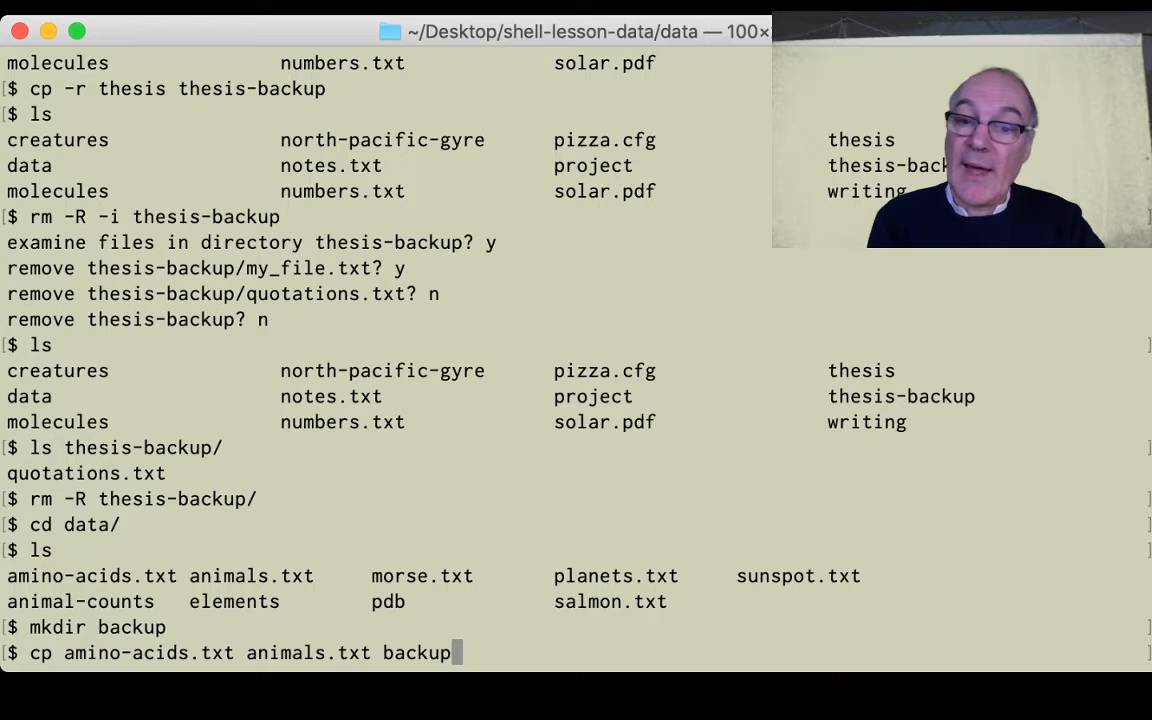 ~/Desktop/shell-lesson-data/data — 100×
molecules numbers.txt solar.pdf
$ cp -r thesis thesis-backup
$ ls
creatures north-pacific-gyre pizza.cfg thesis
data notes.txt project thesis-back
molecules numbers.txt solar.pdf writing
$ rm -R -i thesis-backup
examine files in directory thesis-backup? y
remove thesis-backup/my_file.txt? y
remove thesis-backup/quotations.txt? n
remove thesis-backup? n
$ ls
creatures north-pacific-gyre pizza.cfg thesis
data notes.txt project thesis-backup
molecules numbers.txt solar.pdf writing
$ ls thesis-backup/
quotations.txt
$ rm -R thesis-backup/
$ cd data/
$ ls
amino-acids.txt animals.txt morse.txt planets.txt sunspot.txt
animal-counts elements pdb salmon.txt
$ mkdir backup
$ cp amino-acids.txt animals.txt backup